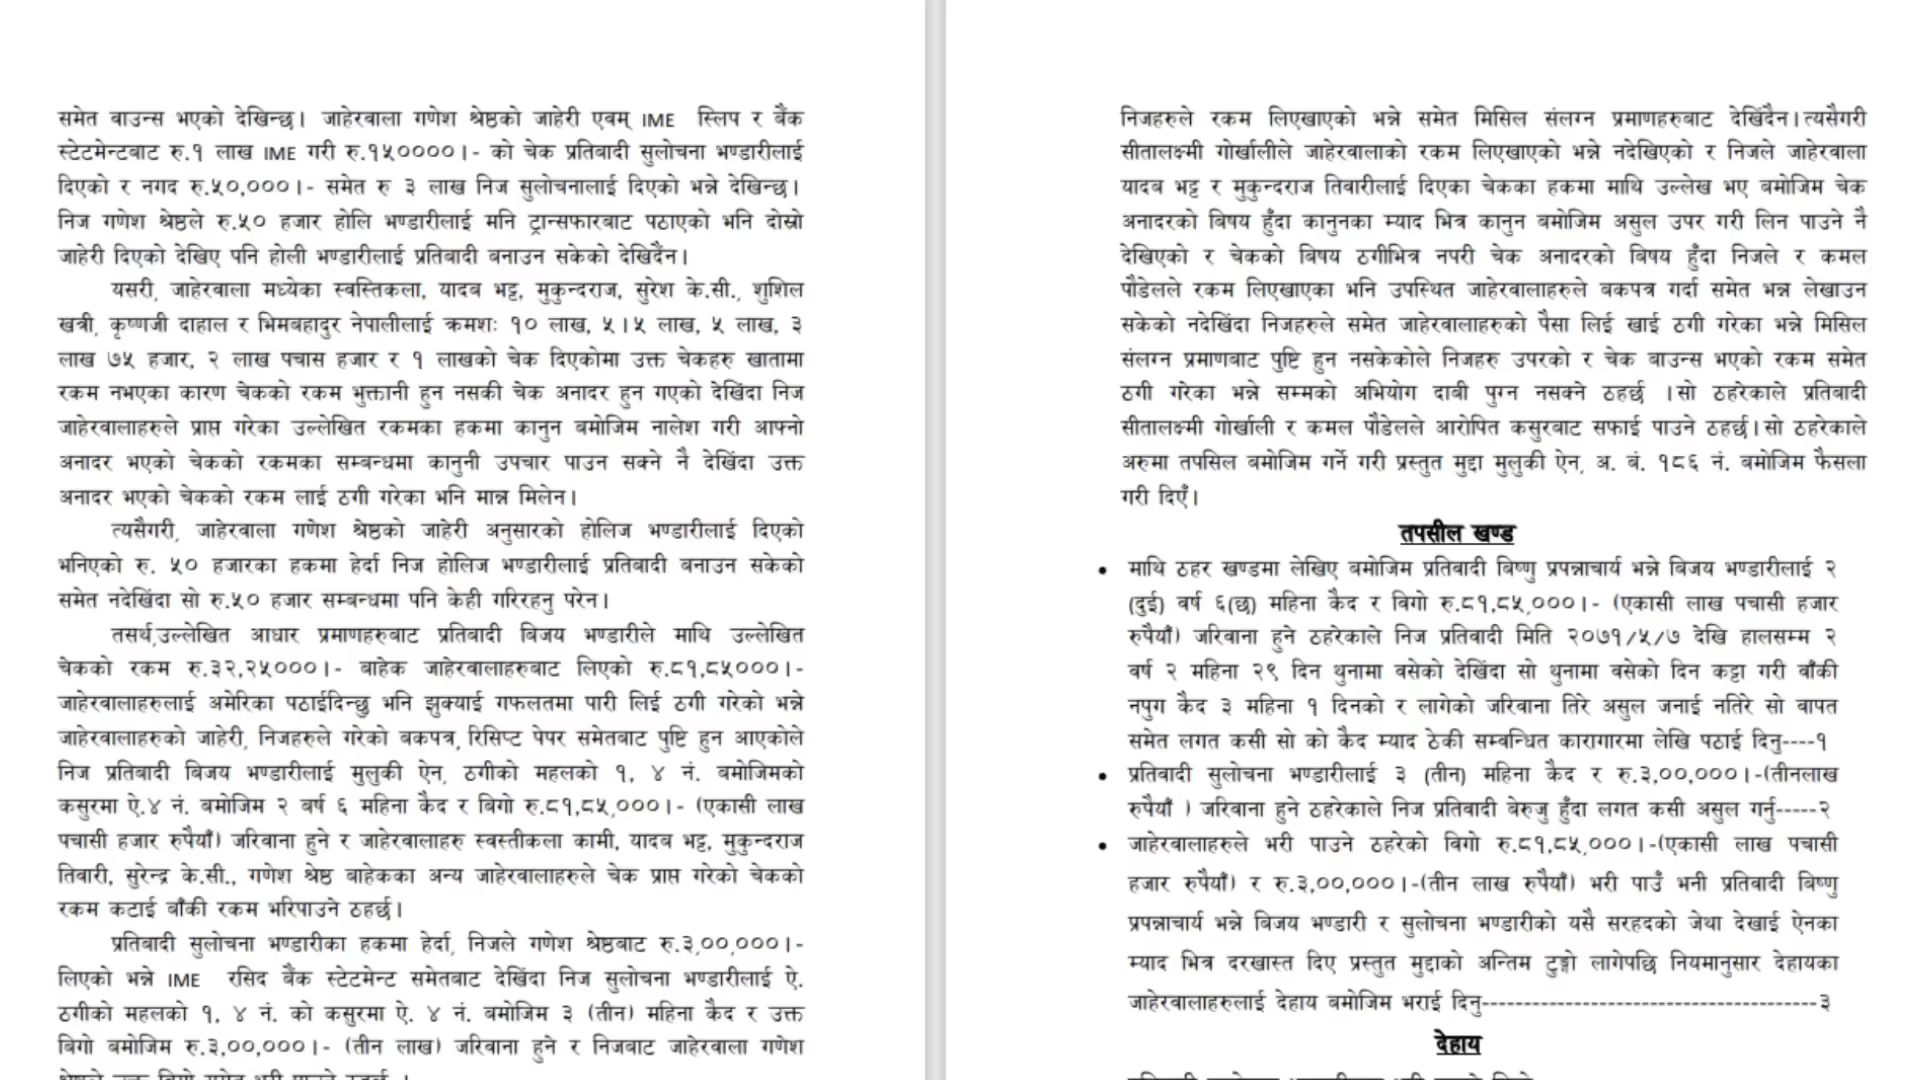 समेत बाउन्स भएको देखिन्छ। जाहेरवाला गणेश श्रेष्ठको जाहेरी एवम् IME स्लिप र बैंक
स्टेटमेन्टबाट रु.१ लाख IME गरी रु.१५००००।- को चेक प्रतिबादी सुलोचना भण्डारीलाई
दिएको र नगद रु.५०,०००।- समेत रु ३ लाख निज सुलोचनालाई दिएको भन्ने देखिन्छ।
निज गणेश श्रेष्ठले रु.५० हजार होलि भण्डारीलाई मनि ट्रान्सफारबाट पठाएको भनि दोस्रो
जाहेरी दिएको देखिए पनि होली भण्डारीलाई प्रतिबादी बनाउन सकेको देखिदैंन।
यसरी, जाहेरवाला मध्येका स्वस्तिकला, यादब भट्ट, मुकुन्दराज, सुरेश के.सी., शुशिल
खत्री, कृष्णजी दाहाल र भिमबहादुर नेपालीलाई क्रमशः १० लाख, ५।५ लाख, ५ लाख, ३
लाख ७५ हजार, २ लाख पचास हजार र १ लाखको चेक दिएकोमा उक्त चेकहरु खातामा
रकम नभएका कारण चेकको रकम भुक्तानी हुन नसकी चेक अनादर हुन गएको देखिंदा निज
जाहेरवालाहरुले प्राप्त गरेका उल्लेखित रकमका हकमा कानुन बमोजिम नालेश गरी आफ्नो
अनादर भएको चेकको रकमका सम्बन्धमा कानुनी उपचार पाउन सक्ने नै देखिंदा उक्त
अनादर भएको चेकको रकम लाई ठगी गरेका भनि मान्न मिलेन।
त्यसैगरी, जाहेरवाला गणेश श्रेष्ठको जाहेरी अनुसारको होलिज भण्डारीलाई दिएको
भनिएको रु. ५० हजारका हकमा हेर्दा निज होलिज भण्डारीलाई प्रतिबादी बनाउन सकेको
समेत नदेखिंदा सो रु.५० हजार सम्बन्धमा पनि केही गरिरहनु परेन।
तसर्थ,उल्लेखित आधार प्रमाणहरुबाट प्रतिबादी बिजय भण्डारीले माथि उल्लेखित
चेकको रकम रु.३२,२५०००।- बाहेक जाहेरवालाहरुबाट लिएको रु.८१,८५०००।-
जाहेरवालाहरुलाई अमेरिका पठाईदिन्छु भनि झुक्याई गफलतमा पारी लिई ठगी गरेको भन्ने
जाहेरवालाहरुको जाहेरी, निजहरुले गरेको बकपत्र, रिसिप्ट पेपर समेतबाट पुष्टि हुन आएकोले
निज प्रतिबादी बिजय भण्डारीलाई मुलुकी ऐन, ठगीको महलको १, ४ नं. बमोजिमको
कसुरमा ऐ.४ नं. बमोजिम २ बर्ष ६ महिना कैद र बिगो रु.८१,८५,०००।- (एकासी लाख
पचासी हजार रुपैयाँ) जरिवाना हुने र जाहेरवालाहरु स्वस्तीकला कामी, यादब भट्ट, मुकुन्दराज
तिवारी, सुरेन्द्र के.सी., गणेश श्रेष्ठ बाहेकका अन्य जाहेरवालाहरुले चेक प्राप्त गरेको चेकको
रकम कटाई बाँकी रकम भरिपाउने ठहर्छ।
प्रतिबादी सुलोचना भण्डारीका हकमा हेर्दा, निजले गणेश श्रेष्ठबाट रु.३,००,०००।-
लिएको भन्ने IME रसिद बैंक स्टेटमेन्ट समेतबाट देखिंदा निज सुलोचना भण्डारीलाई ऐ.
ठगीको महलको १, ४ नं. को कसुरमा ऐ. ४ नं. बमोजिम ३ (तीन) महिना कैद र उक्त
बिगो बमोजिम रु.३,००,०००।- (तीन लाख) जरिवाना हुने र निजबाट जाहेरवाला गणेश
निजहरुले रकम लिएखाएको भन्ने समेत मिसिल संलग्न प्रमाणहरुबाट देखिंदैन।त्यसैगरी
सीतालक्ष्मी गोर्खालीले जाहेरवालाको रकम लिएखाएको भन्ने नदेखिएको र निजले जाहेरवाला
यादब भट्ट र मुकुन्दराज तिवारीलाई दिएका चेकका हकमा माथि उल्लेख भए बमोजिम चेक
अनादरको बिषय हुँदा कानुनका म्याद भित्र कानुन बमोजिम असुल उपर गरी लिन पाउने नै
देखिएको र चेकको बिषय ठगीभित्र नपरी चेक अनादरको बिषय हुँदा निजले र कमल
पौडेलले रकम लिएखाएका भनि उपस्थित जाहेरवालाहरुले बकपत्र गर्दा समेत भन्न लेखाउन
सकेको नदेखिंदा निजहरुले समेत जाहेरवालाहरुको पैसा लिई खाई ठगी गरेका भन्ने मिसिल
संलग्न प्रमाणबाट पुष्टि हुन नसकेकोले निजहरु उपरको र चेक बाउन्स भएको रकम समेत
ठगी गरेका भन्ने सम्मको अभियोग दाबी पुग्न नसक्ने ठहर्छ ।सो ठहरेकाले प्रतिबादी
सीतालक्ष्मी गोर्खाली र कमल पौडेलले आरोपित कसुरबाट सफाई पाउने ठहर्छ।सो ठहरेकाले
अरुमा तपसिल बमोजिम गर्ने गरी प्रस्तुत मुद्दा मुलुकी ऐन, अ. बं. १८६ नं. बमोजिम फैसला
गरी दिएँ।
तपसील खण्ड
• माथि ठहर खण्डमा लेखिए बमोजिम प्रतिबादी बिष्णु प्रपन्नाचार्य भन्ने बिजय भण्डारीलाई २
(दुई) वर्ष ६(छ) महिना कैद र बिगो रु.८१,८५,०००।- (एकासी लाख पचासी हजार
रुपैयाँ) जरिवाना हुने ठहरेकाले निज प्रतिबादी मिति २०७१/५/७ देखि हालसम्म २
वर्ष २ महिना २९ दिन थुनामा वसेको देखिंदा सो थुनामा वसेको दिन कट्टा गरी बाँकी
नपुग कैद ३ महिना १ दिनको र लागेको जरिवाना तिरे असुल जनाई नतिरे सो वापत
समेत लगत कसी सो को कैद म्याद ठेकी सम्वन्धित कारागारमा लेखि पठाई दिनु----१
• प्रतिबादी सुलोचना भण्डारीलाई ३ (तीन) महिना कैद र रु.३,००,०००।-(तीनलाख
रुपैयाँ ) जरिवाना हुने ठहरेकाले निज प्रतिबादी बेरुजु हुँदा लगत कसी असुल गर्नु-----२
• जाहेरवालाहरुले भरी पाउने ठहरेको बिगो रु.८१,८५,०००।-(एकासी लाख पचासी
हजार रुपैयाँ) र रु.३,००,०००।-(तीन लाख रुपैयाँ) भरी पाउँ भनी प्रतिबादी बिष्णु
प्रपन्नाचार्य भन्ने बिजय भण्डारी र सुलोचना भण्डारीको यसै सरहदको जेथा देखाई ऐनका
म्याद भित्र दरखास्त दिए प्रस्तुत मुद्दाको अन्तिम टुङ्गो लागेपछि नियमानुसार देहायका
जाहेरवालाहरुलाई देहाय बमोजिम भराई दिनु----------------------------------------३
देहाय